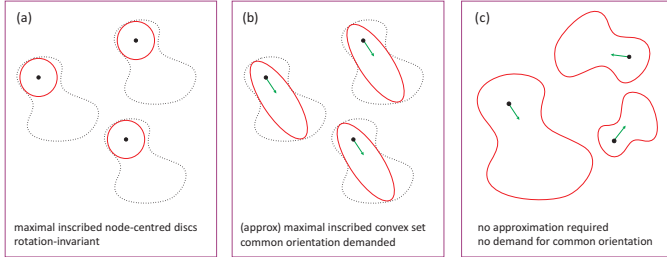 (a)
maximal inscribed node-centred discs
rotation-invariant
(b)
(approx) maximal inscribed convex set
common orientation demanded
(c)
no approximation required
no demand for common orientation